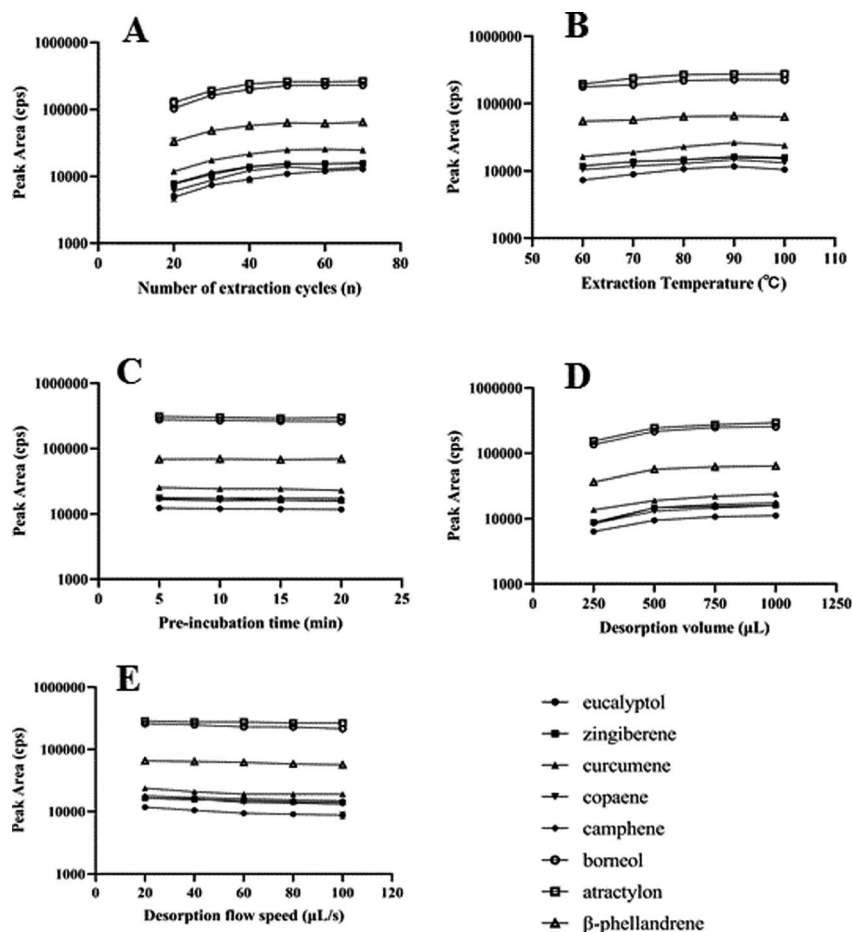 A
1000000
100000
10000
1000
Peak Area (cps)
0 20 40 60 80
Number of extraction cycles (n)
B
1000000
100000
10000
1000
Peak Area (cps)
50 60 70 80 90 100 110
Extraction Temperature (℃)
C
1000000
100000
10000
1000
Peak Area (cps)
0 5 10 15 20 25
Pre-incubation time (min)
D
1000000
100000
10000
1000
Peak Area (cps)
0 250 500 750 1000 1250
Desorption volume (μL)
E
1000000
100000
10000
1000
Peak Area (cps)
0 20 40 60 80 100 120
Desorption flow speed (μL/s)
eucalyptol
zingiberene
curcumene
copaene
camphene
borneol
atractylon
β-phellandrene